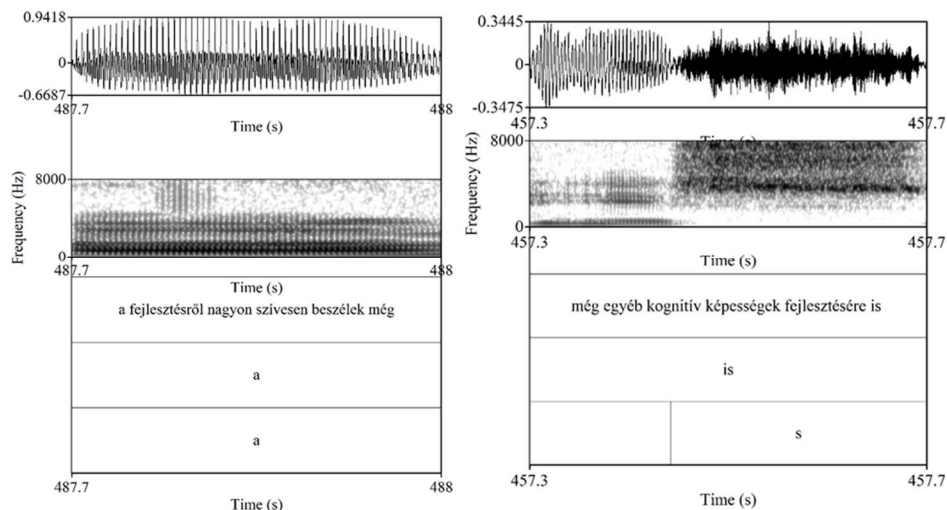 0.9418
0
-0.6687
487.7
488
Time (s)
8000
Frequency (Hz)
0
487.7
488
Time (s)
a fejlesztésről nagyon szívesen beszélek még
a
a
487.7
488
Time (s)
0.3445
0
-0.3475
457.3
457.7
Time (s)
8000
Frequency (Hz)
0
457.3
457.7
Time (s)
még egyéb kognitív képességek fejlesztésére is
is
s
457.3
457.7
Time (s)